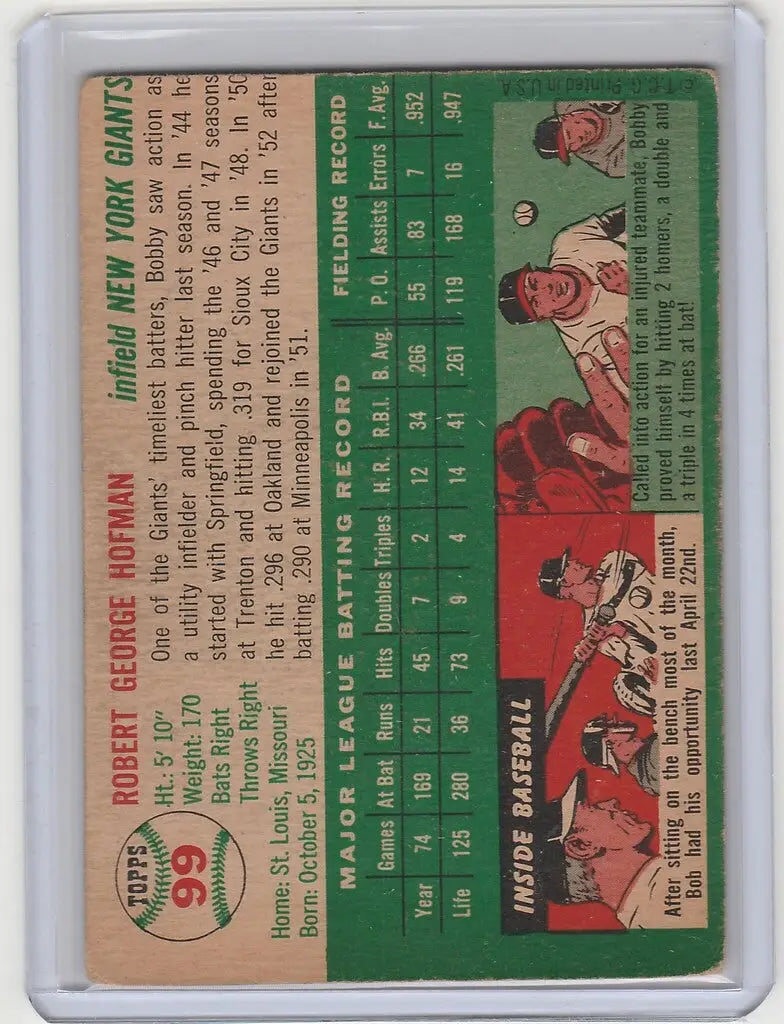 TOPPS
99
ROBERT GEORGE HOFMAN
infield NEW YORK GIANTS
Ht.: 5' 10"
Weight: 170
Bats Right
Throws Right
Home: St. Louis, Missouri
Born: October 5, 1925
One of the Giants' timeliest batters, Bobby saw action as
a utility infielder and pinch hitter last season. In '44 he
started with Springfield, spending the '46 and '47 seasons
at Trenton and hitting .319 for Sioux City in '48. In '50
he hit .296 at Oakland and rejoined the Giants in '52 after
batting .290 at Minneapolis in '51.
MAJOR LEAGUE BATTING RECORD FIELDING RECORD
Games At Bat Runs Hits Doubles Triples H.R. R.B.I. B. Avg. P. O. Assists Errors F. Avg.
Year 74 169 21 45 7 2 12 34 .266 55 83 7 .952
Life 125 280 36 73 9 4 14 41 .261 119 168 16 .947
INSIDE BASEBALL
After sitting on the bench most of the month,
Bob had his opportunity last April 22nd.
Called into action for an injured teammate, Bobby
proved himself by hitting 2 homers, a double and
a triple in 4 times at bat!
© T.C.G. Printed in U.S.A.